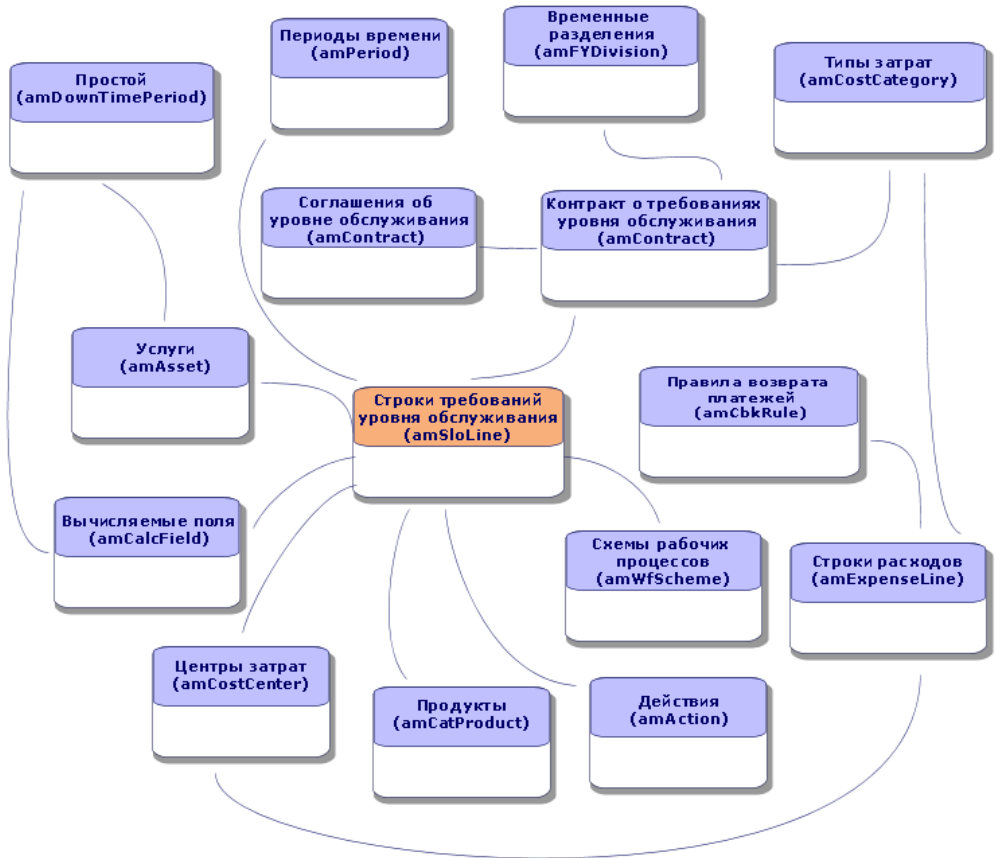 Временные
разделения
(amFYDivision)
Периоды времени
(amPeriod)
Типы затрат
(amCostCategory)
Простой
(amDownTimePeriod)
Соглашения об
уровне обслуживания
(amContract)
Контракт о требованиях
уровня обслуживания
(amContract)
Услуги
(amAsset)
Строки требований
уровня обслуживания
(amSloLine)
Правила возврата
платежей
(amCbkRule)
Вычисляемые поля
(amCalcField)
Схемы рабочих
процессов
(amWfScheme)
Строки расходов
(amExpenseLine)
Центры затрат
(amCostCenter)
Продукты
(amCatProduct)
Действия
(amAction)